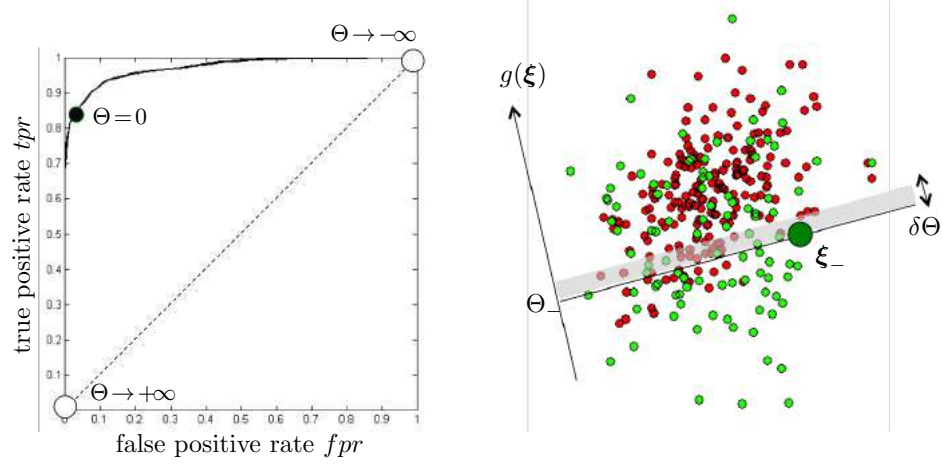 Θ → −∞
1
0.9
Θ = 0
0.8
0.7
0.6
0.5
0.4
0.3
0.2
0.1
Θ → +∞
0
0.1
0.2
0.3
0.4
0.5
0.6
0.7
0.8
0.9
1
true positive rate tpr
false positive rate fpr
g(ξ)
δΘ
ξ₋
Θ₋